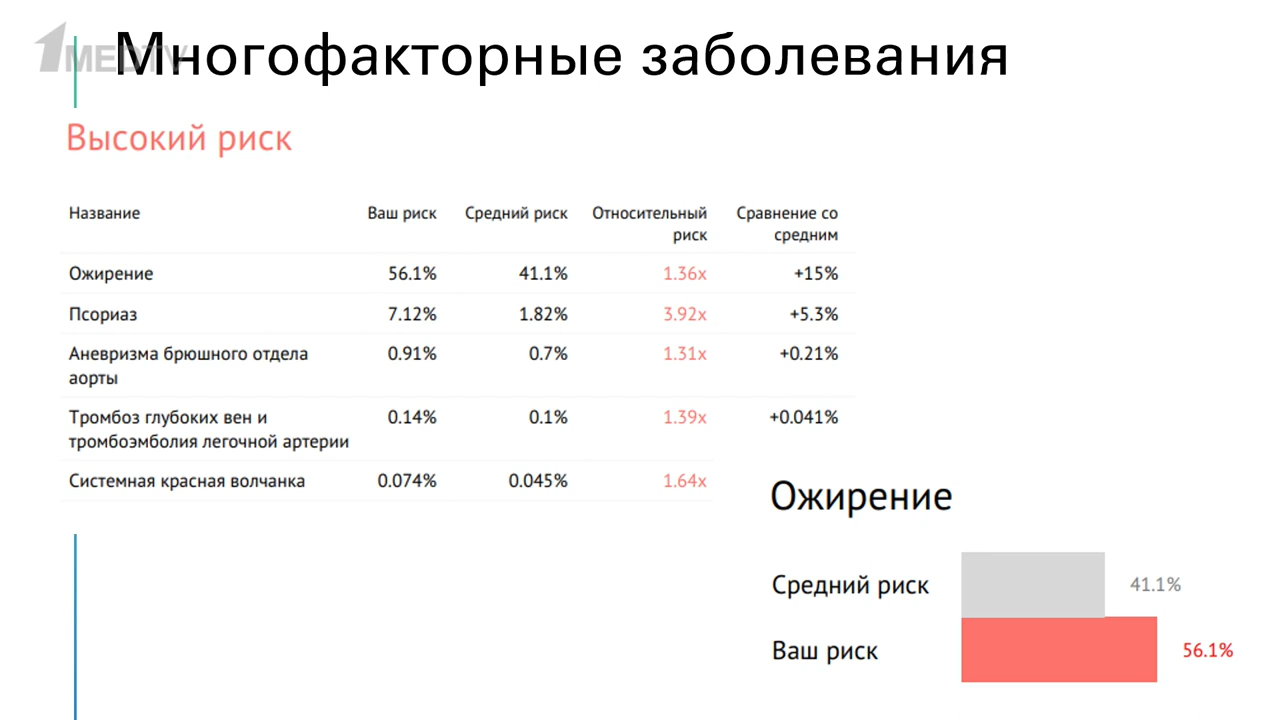 1MEDTV
Многофакторные заболевания
Высокий риск
Название Ваш риск Средний риск Относительный риск Сравнение со средним
Ожирение 56.1% 41.1% 1.36x +15%
Псориаз 7.12% 1.82% 3.92x +5.3%
Аневризма брюшного отдела аорты 0.91% 0.7% 1.31x +0.21%
Тромбоз глубоких вен и тромбоэмболия легочной артерии 0.14% 0.1% 1.39x +0.041%
Системная красная волчанка 0.074% 0.045% 1.64x
Ожирение
Средний риск 41.1%
Ваш риск 56.1%